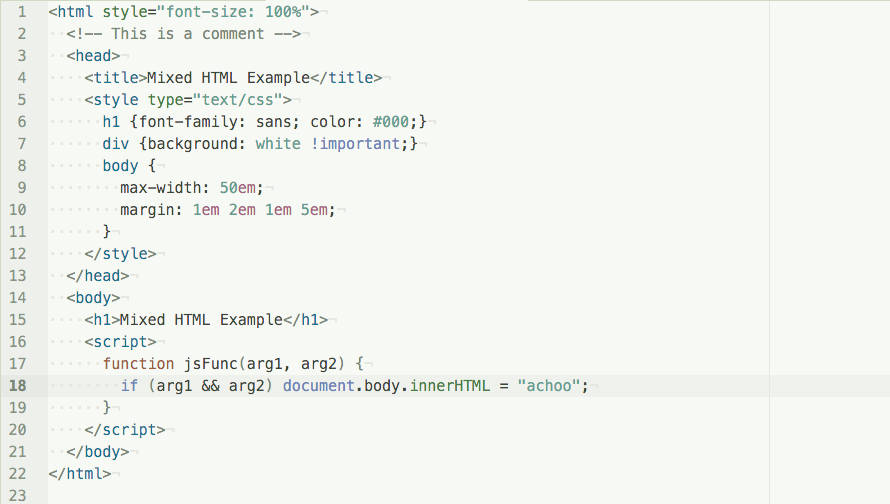 1 <html style="font-size: 100%">
2   <!-- This is a comment -->
3   <head>
4     <title>Mixed HTML Example</title>
5     <style type="text/css">
6       h1 {font-family: sans; color: #000;}
7       div {background: white !important;}
8       body {
9         max-width: 50em;
10         margin: 1em 2em 1em 5em;
11       }
12     </style>
13   </head>
14   <body>
15     <h1>Mixed HTML Example</h1>
16     <script>
17       function jsFunc(arg1, arg2) {
18         if (arg1 && arg2) document.body.innerHTML = "achoo";
19       }
20     </script>
21   </body>
22 </html>
23